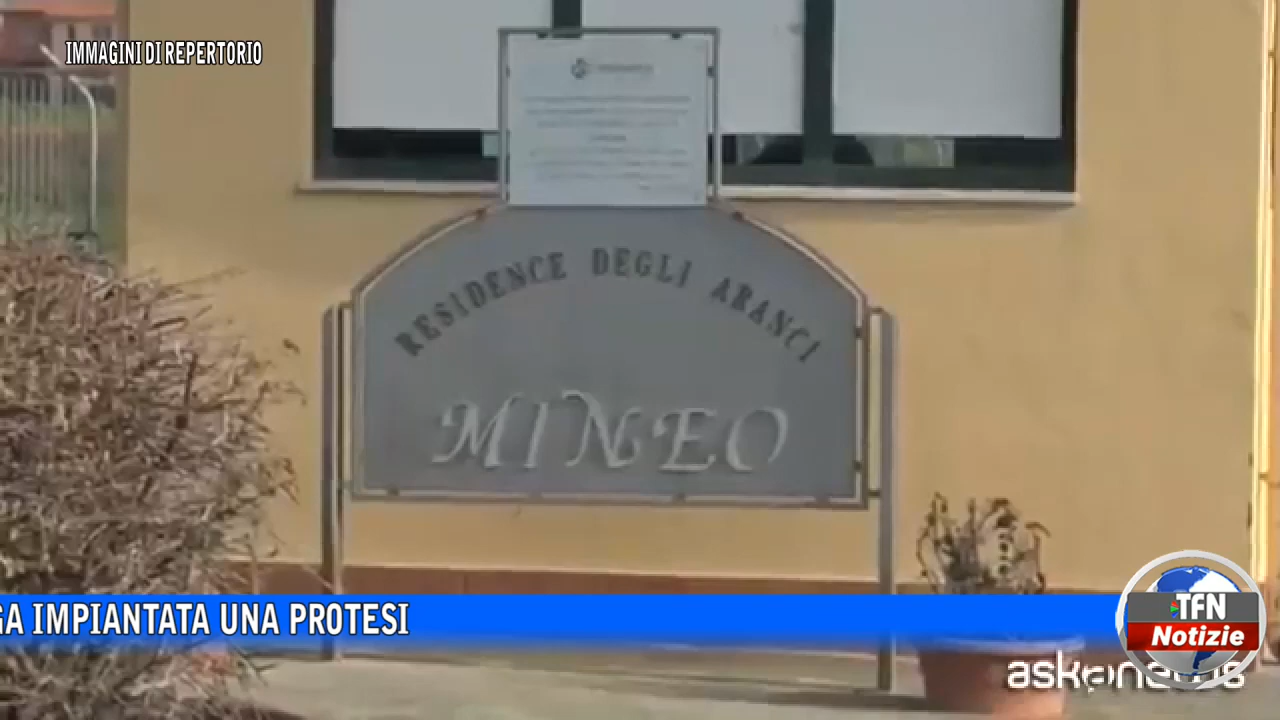 IMMAGINI DI REPERTORIO
RESIDENCE DEGLI ARANCI
MINEO
GA IMPIANTATA UNA PROTESI
TFN
Notizie
askanews